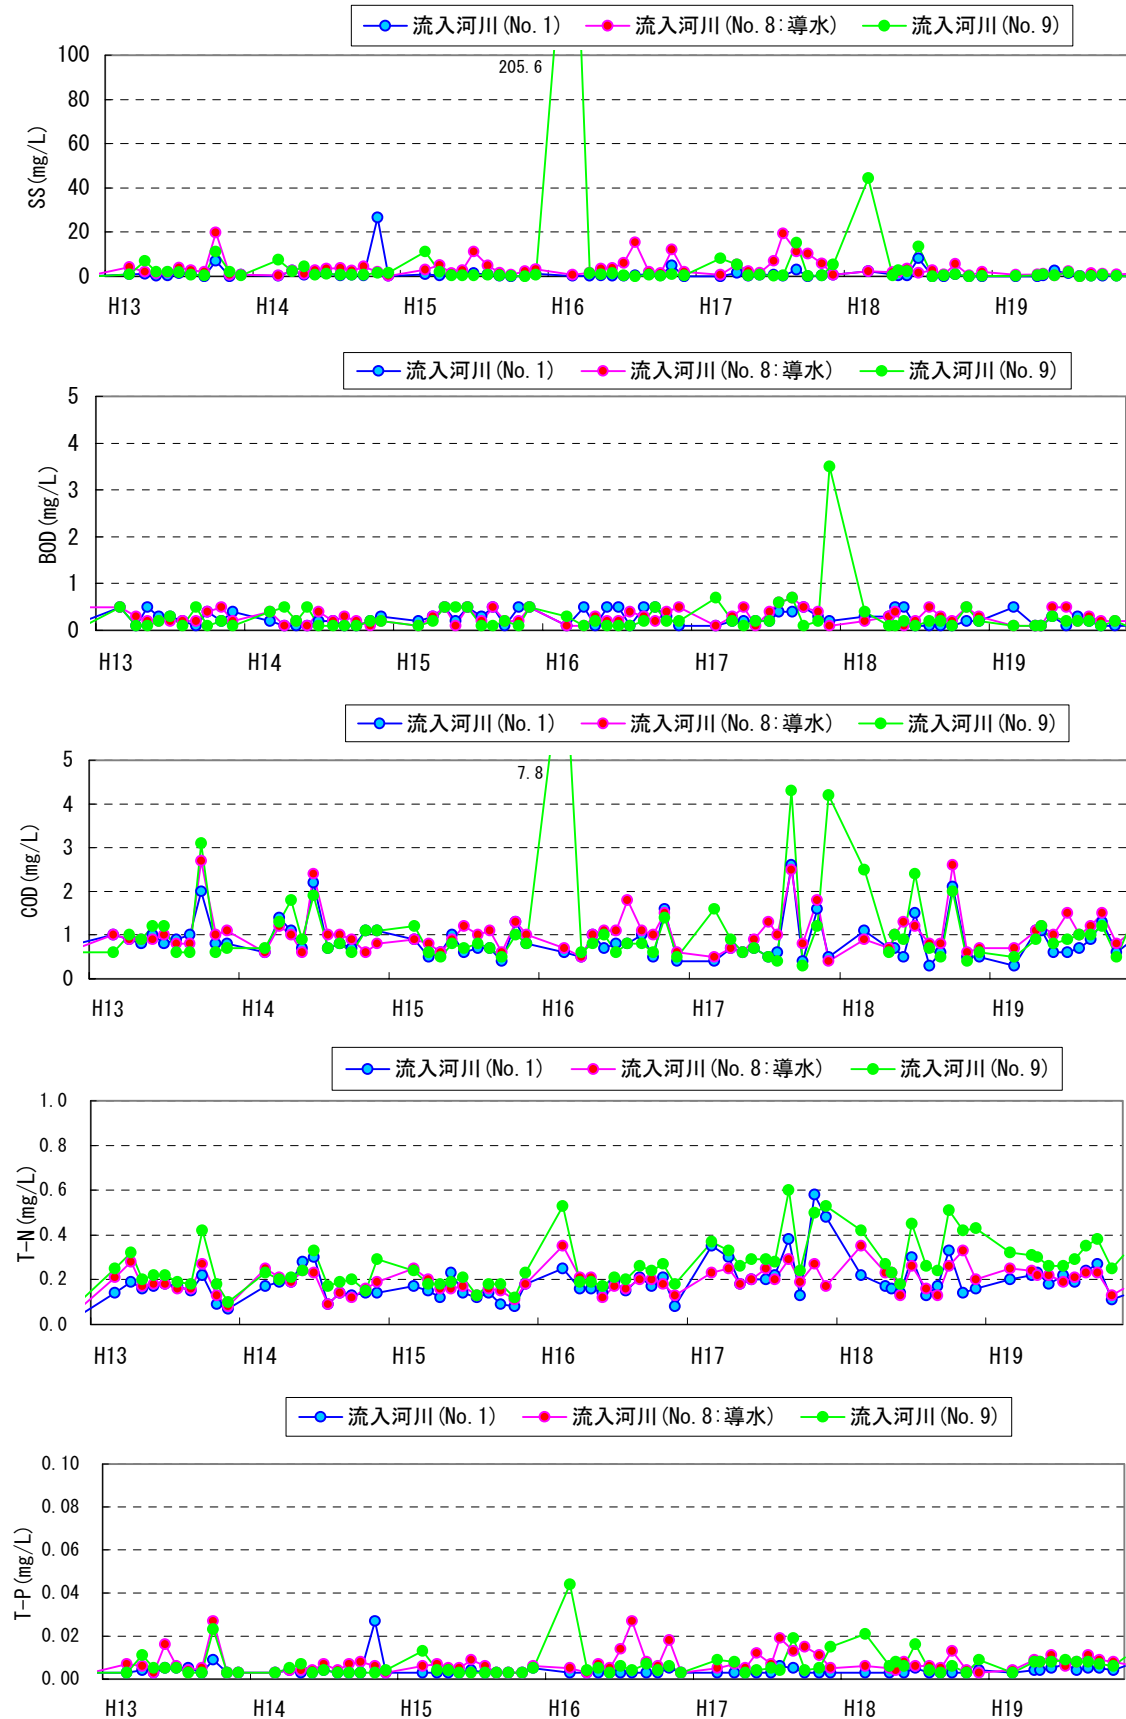 流入河川(No. 1) 流入河川(No. 8:導水) 流入河川(No. 9)
100
205. 6
80
60
SS(mg/L)
40
20
0
H13 H14 H15 H16 H17 H18 H19
流入河川(No. 1) 流入河川(No. 8:導水) 流入河川(No. 9)
5
4
3
BOD(mg/L)
2
1
0
H13 H14 H15 H16 H17 H18 H19
流入河川(No. 1) 流入河川(No. 8:導水) 流入河川(No. 9)
5
7. 8
4
3
COD(mg/L)
2
1
0
H13 H14 H15 H16 H17 H18 H19
流入河川(No. 1) 流入河川(No. 8:導水) 流入河川(No. 9)
1. 0
0. 8
0. 6
T-N(mg/L)
0. 4
0. 2
0. 0
H13 H14 H15 H16 H17 H18 H19
流入河川(No. 1) 流入河川(No. 8:導水) 流入河川(No. 9)
0. 10
0. 08
0. 06
T-P(mg/L)
0. 04
0. 02
0. 00
H13 H14 H15 H16 H17 H18 H19